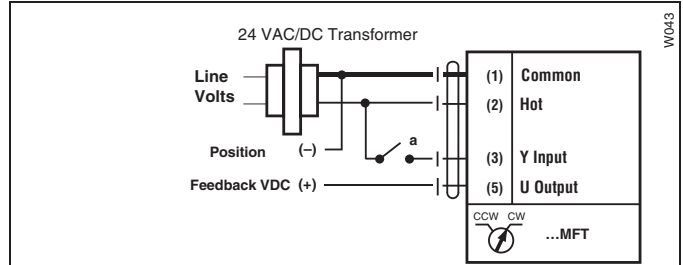 W043
24 VAC/DC Transformer
Line
Volts
(1) Common
(2) Hot
a
Position (–)
(3) Y Input
Feedback VDC (+)
(5) U Output
CCW CW
...MFT